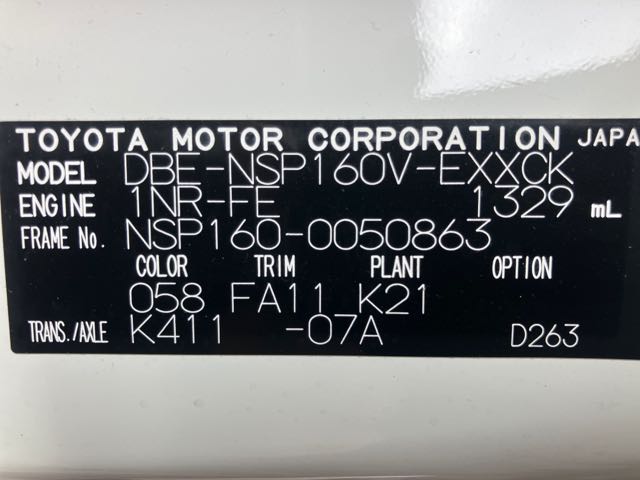 TOYOTA MOTOR CORPORATION JAPA
MODEL DBE-NSP160V-EXXCK
ENGINE 1NR-FE 1329 mL
FRAME No. NSP160-0050863
COLOR TRIM PLANT OPTION
058 FA11 K21
TRANS./AXLE K411 -07A D263